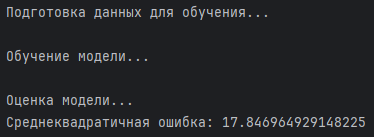 Подготовка данных для обучения...
Обучение модели...
Оценка модели...
Среднеквадратичная ошибка: 17.846964929148225